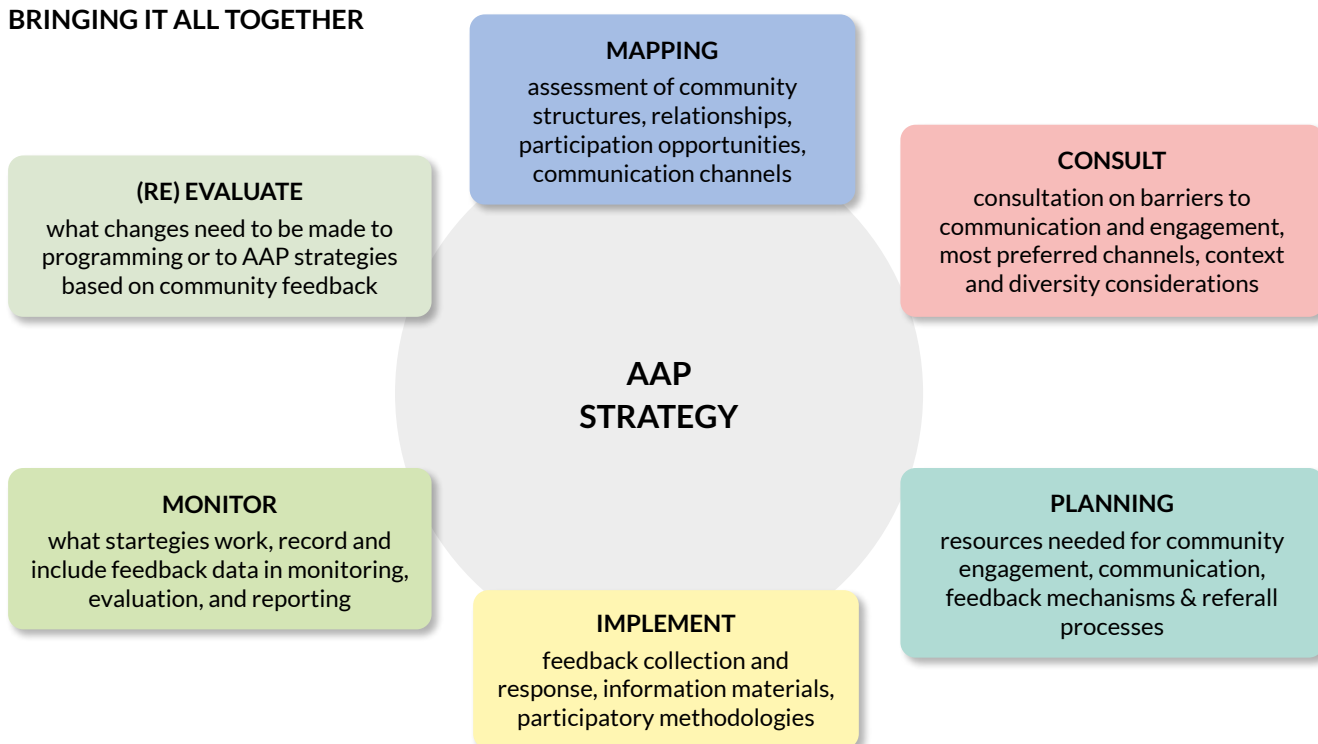 BRINGING IT ALL TOGETHER
MAPPING
assessment of community
structures, relationships,
participation opportunities,
communication channels
CONSULT
consultation on barriers to
communication and engagement,
most preferred channels, context
and diversity considerations
PLANNING
resources needed for community
engagement, communication,
feedback mechanisms & referall
processes
IMPLEMENT
feedback collection and
response, information materials,
participatory methodologies
MONITOR
what startegies work, record and
include feedback data in monitoring,
evaluation, and reporting
(RE) EVALUATE
what changes need to be made to
programming or to AAP strategies
based on community feedback
AAP
STRATEGY